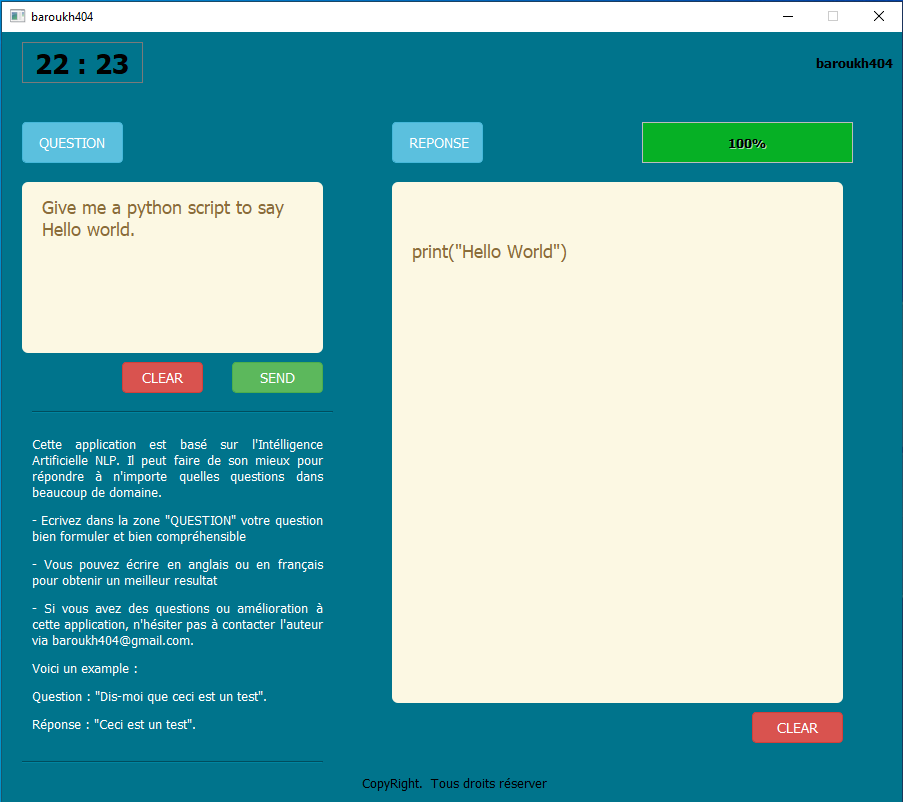 baroukh404
22 : 23
baroukh404
QUESTION
REPONSE
100%
Give me a python script to say
Hello world.
print("Hello World")
CLEAR
SEND
Cette application est basé sur l'Intélligence
Artificielle NLP. Il peut faire de son mieux pour
répondre à n'importe quelles questions dans
beaucoup de domaine.
- Ecrivez dans la zone "QUESTION" votre question
bien formuler et bien compréhensible
- Vous pouvez écrire en anglais ou en français
pour obtenir un meilleur resultat
- Si vous avez des questions ou amélioration à
cette application, n'hésiter pas à contacter l'auteur
via baroukh404@gmail.com.
Voici un example :
Question : "Dis-moi que ceci est un test".
Réponse : "Ceci est un test".
CLEAR
CopyRight.  Tous droits réserver